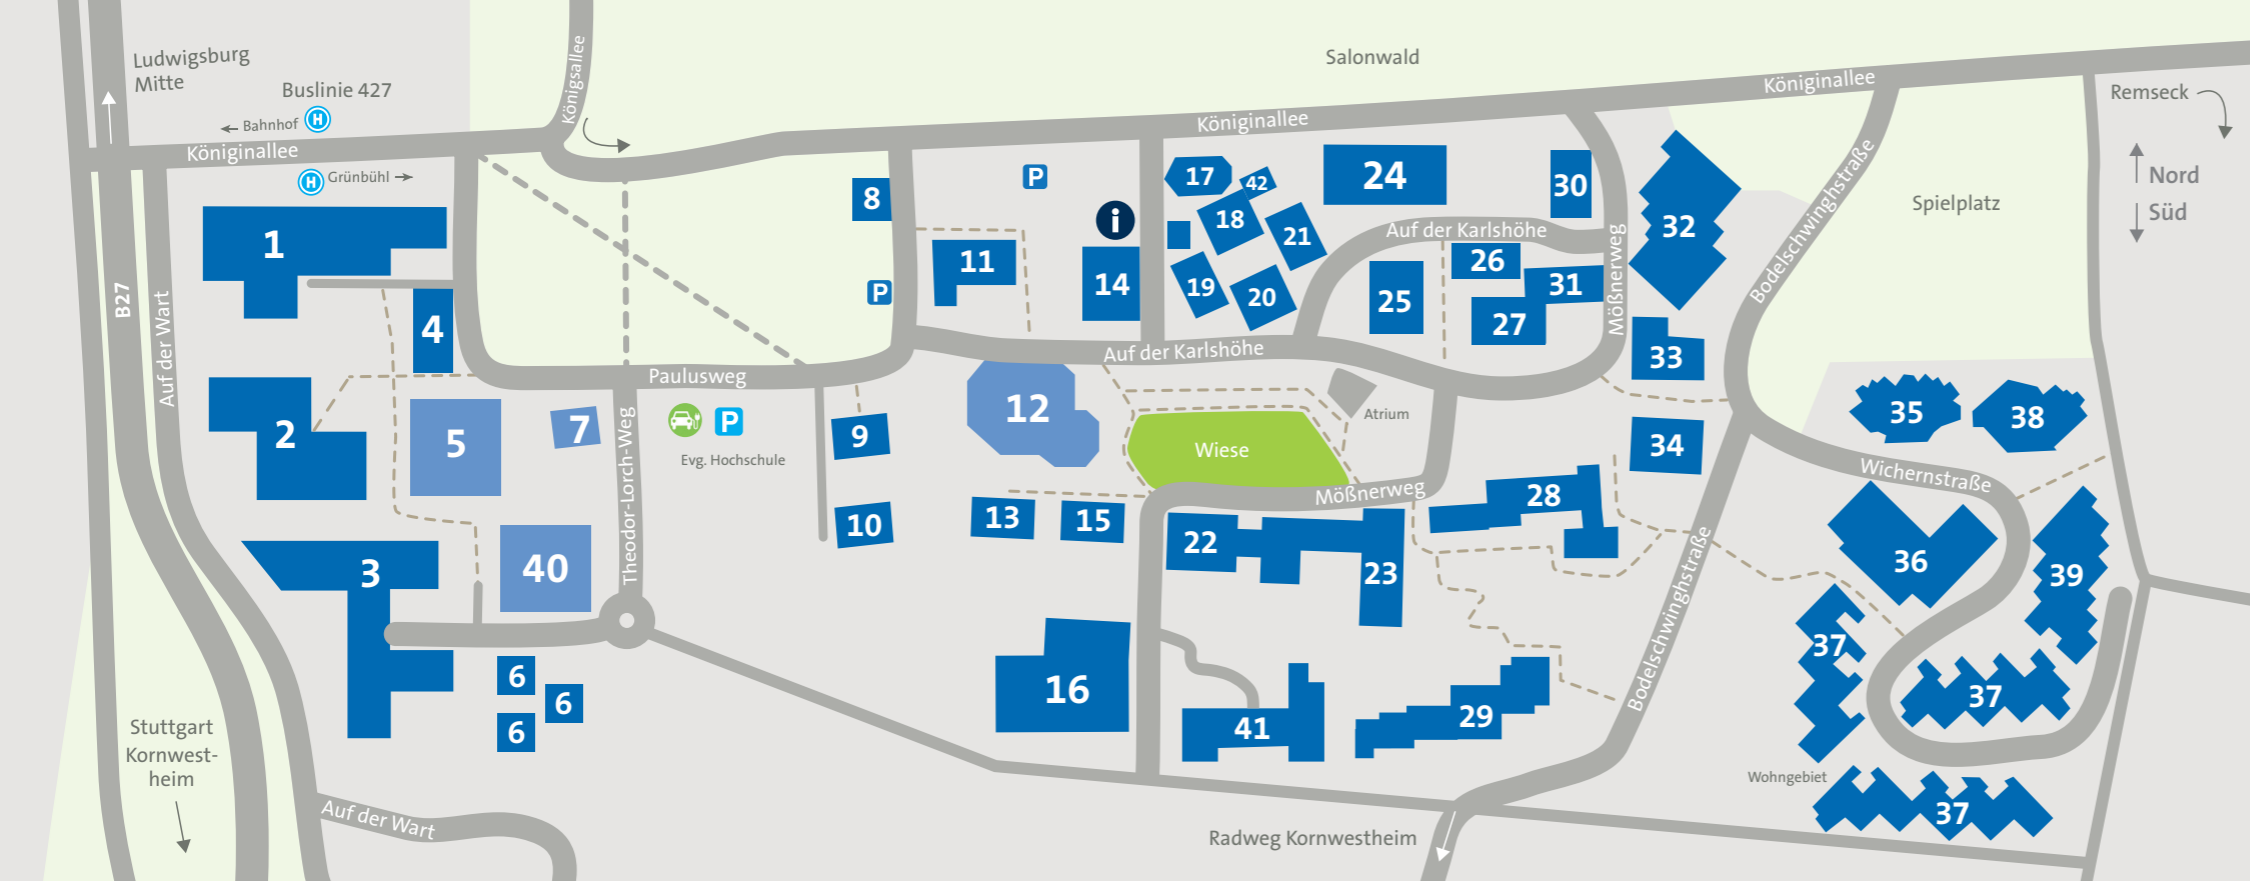 Ludwigsburg
Mitte
Buslinie 427
← Bahnhof H
Königinallee
H Grünbühl →
Königsallee
Salonwald
Königinallee
Königinallee
Remseck
Nord
Süd
Spielplatz
B27
Auf der Wart
1
4
2
5
7
3
40
6
6
6
8
P
P
i
11
14
17
42
18
21
19
20
24
30
Auf der Karlshöhe
26
25
31
27
Mößnerweg
32
33
34
Bodelschwinghstraße
Paulusweg
Auf der Karlshöhe
Theodor-Lorch-Weg
P
Evg. Hochschule
9
10
12
13
15
Wiese
Atrium
Mößnerweg
22
23
28
16
41
29
Bodelschwinghstraße
35
38
Wichernstraße
36
39
37
37
37
Wohngebiet
Stuttgart
Kornwest-
heim
Auf der Wart
Radweg Kornwestheim